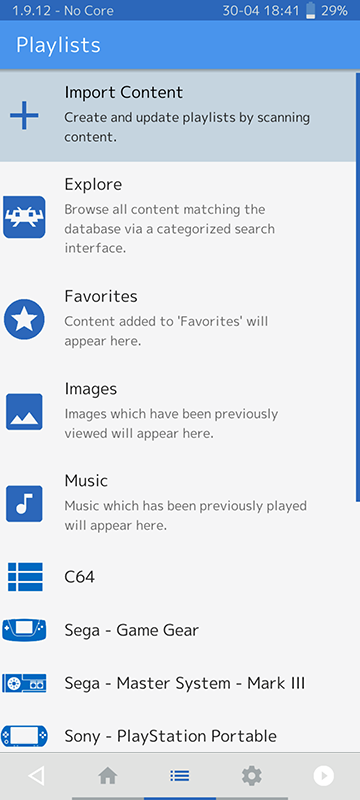 1.9.12 - No Core 30-04 18:41 29%
Playlists
Import Content
Create and update playlists by scanning
content.
Explore
Browse all content matching the
database via a categorized search
interface.
Favorites
Content added to 'Favorites' will
appear here.
Images
Images which have been previously
viewed will appear here.
Music
Music which has been previously played
will appear here.
C64
Sega - Game Gear
Sega - Master System - Mark III
Sony - PlayStation Portable